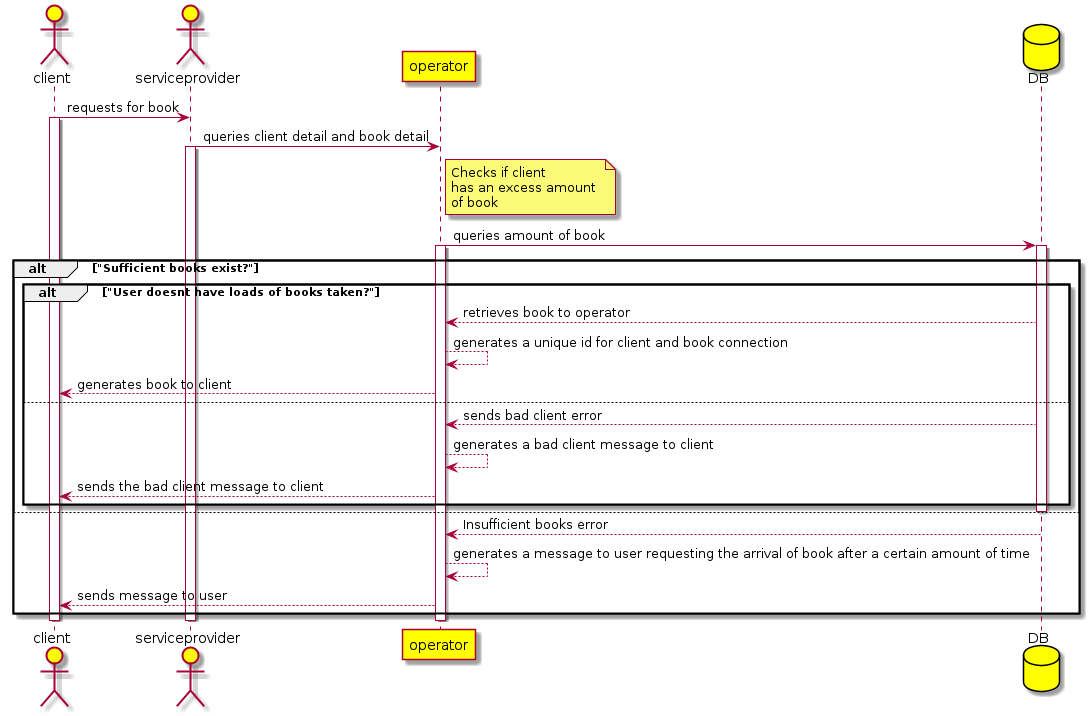 client
serviceprovider
operator
DB
requests for book
queries client detail and book detail
Checks if client
has an excess amount
of book
queries amount of book
alt ["Sufficient books exist?"]
alt ["User doesnt have loads of books taken?"]
retrieves book to operator
generates a unique id for client and book connection
generates book to client
sends bad client error
generates a bad client message to client
sends the bad client message to client
Insufficient books error
generates a message to user requesting the arrival of book after a certain amount of time
sends message to user
client
serviceprovider
operator
DB